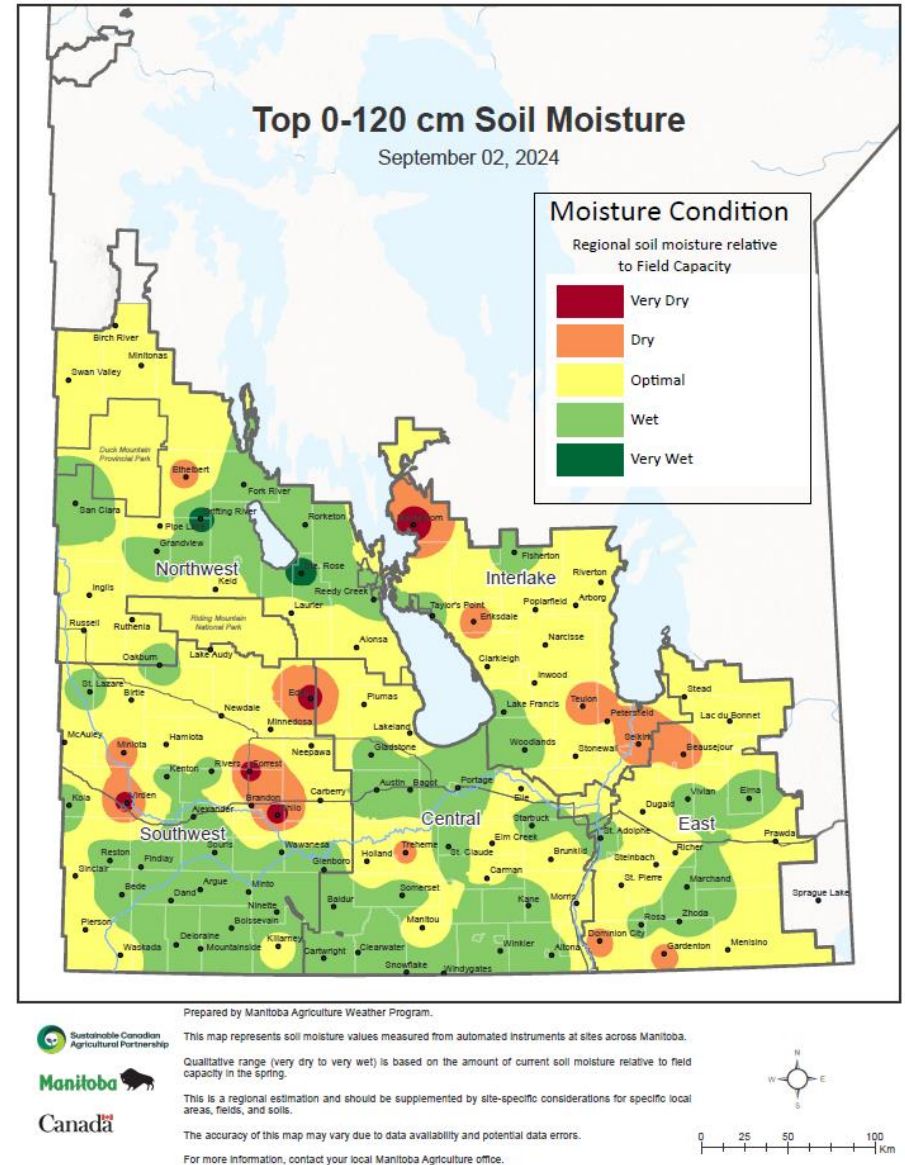 Top 0-120 cm Soil Moisture
September 02, 2024
Moisture Condition
Regional soil moisture relative
to Field Capacity
Very Dry
Dry
Optimal
Wet
Very Wet
Birch River
Minitonas
Swan Valley
Duck Mountain
Provincial Park
Ethelbert
Fork River
San Clara
Rorketon
Grandview
Northwest
Ste. Rose
Keld
Reedy Creek
Inglis
Laurier
Russell
Ruthenia
Riding Mountain
National Park
Alonsa
Oakburn
Lake Audy
St. Lazare
Birtle
Newdale
Minnedosa
Plumas
Lakeland
McAuley
Miniota
Hamiota
Neepawa
Gladstone
Kenton
Rivers
Forrest
Kola
Virden
Brandon
Shilo
Carberry
Austin
Bagot
Portage
Alexander
Southwest
Central
Elie
Souris
Wawanesa
Starbuck
Reston
Findlay
Glenboro
Holland
Treherne
St. Claude
Elm Creek
Brunkild
Sinclair
Carman
Bede
Dand
Argue
Minto
Baldur
Somerset
Kane
Morris
Ninette
Pierson
Boissevain
Manitou
Deloraine
Killarney
Waskada
Mountainside
Cartwright
Clearwater
Winkler
Altona
Snowflake
Windygates
Fisherton
Interlake
Riverton
Taylor's Point
Poplarfield
Arborg
Eriksdale
Narcisse
Clarkleigh
Inwood
Lake Francis
Teulon
Petersfield
Stead
Lac du Bonnet
Woodlands
Stonewall
Selkirk
Beausejour
Vivian
Elma
Dugald
St. Adolphe
East
Prawda
Steinbach
Richer
St. Pierre
Marchand
Sprague Lake
Rosa
Zhoda
Dominion City
Gardenton
Menisino
Prepared by Manitoba Agriculture Weather Program.
Sustainable Canadian
Agricultural Partnership
This map represents soil moisture values measured from automated instruments at sites across Manitoba.
Qualitative range (very dry to very wet) is based on the amount of current soil moisture relative to field
capacity in the spring.
Manitoba
This is a regional estimation and should be supplemented by site-specific considerations for specific local
areas, fields, and soils.
Canada
The accuracy of this map may vary due to data availability and potential data errors.
For more information, contact your local Manitoba Agriculture office.
N
W
E
S
0 25 50 100
Km